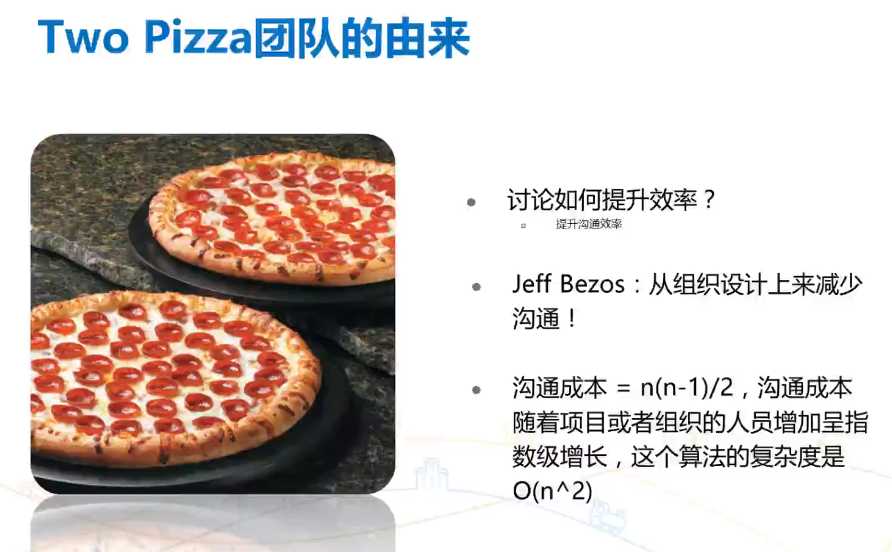 Two Pizza团队的由来
讨论如何提升效率？
提升沟通效率
Jeff Bezos：从组织设计上来减少
沟通！
沟通成本 = n(n-1)/2，沟通成本
随着项目或者组织的人员增加呈指
数级增长，这个算法的复杂度是
O(n^2)